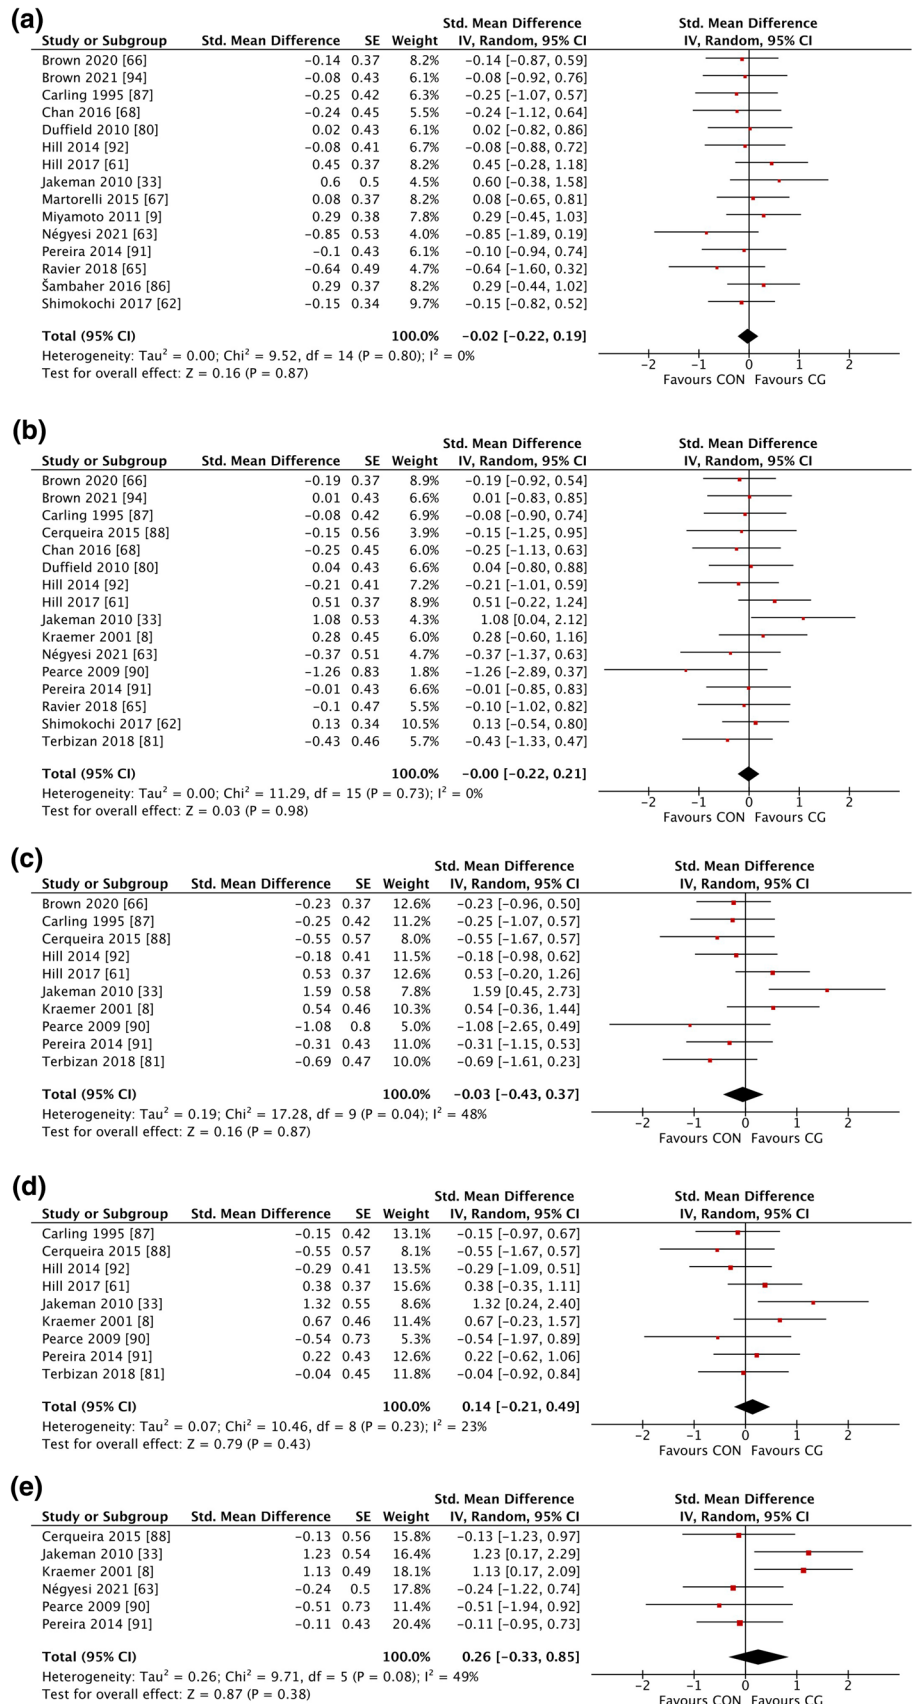 (a)
Std. Mean Difference Std. Mean Difference
Study or Subgroup Std. Mean Difference SE Weight IV, Random, 95% CI IV, Random, 95% CI
Brown 2020 [66] −0.14 0.37 8.2% −0.14 [−0.87, 0.59]
Brown 2021 [94] −0.08 0.43 6.1% −0.08 [−0.92, 0.76]
Carling 1995 [87] −0.25 0.42 6.3% −0.25 [−1.07, 0.57]
Chan 2016 [68] −0.24 0.45 5.5% −0.24 [−1.12, 0.64]
Duffield 2010 [80] 0.02 0.43 6.1% 0.02 [−0.82, 0.86]
Hill 2014 [92] −0.08 0.41 6.7% −0.08 [−0.88, 0.72]
Hill 2017 [61] 0.45 0.37 8.2% 0.45 [−0.28, 1.18]
Jakeman 2010 [33] 0.6 0.5 4.5% 0.60 [−0.38, 1.58]
Martorelli 2015 [67] 0.08 0.37 8.2% 0.08 [−0.65, 0.81]
Miyamoto 2011 [9] 0.29 0.38 7.8% 0.29 [−0.45, 1.03]
Négyesi 2021 [63] −0.85 0.53 4.0% −0.85 [−1.89, 0.19]
Pereira 2014 [91] −0.1 0.43 6.1% −0.10 [−0.94, 0.74]
Ravier 2018 [65] −0.64 0.49 4.7% −0.64 [−1.60, 0.32]
Šambaher 2016 [86] 0.29 0.37 8.2% 0.29 [−0.44, 1.02]
Shimokochi 2017 [62] −0.15 0.34 9.7% −0.15 [−0.82, 0.52]
Total (95% CI) 100.0% −0.02 [−0.22, 0.19]
Heterogeneity: Tau² = 0.00; Chi² = 9.52, df = 14 (P = 0.80); I² = 0%
Test for overall effect: Z = 0.16 (P = 0.87)
−2 −1 0 1 2
Favours CON Favours CG
(b)
Std. Mean Difference Std. Mean Difference
Study or Subgroup Std. Mean Difference SE Weight IV, Random, 95% CI IV, Random, 95% CI
Brown 2020 [66] −0.19 0.37 8.9% −0.19 [−0.92, 0.54]
Brown 2021 [94] 0.01 0.43 6.6% 0.01 [−0.83, 0.85]
Carling 1995 [87] −0.08 0.42 6.9% −0.08 [−0.90, 0.74]
Cerqueira 2015 [88] −0.15 0.56 3.9% −0.15 [−1.25, 0.95]
Chan 2016 [68] −0.25 0.45 6.0% −0.25 [−1.13, 0.63]
Duffield 2010 [80] 0.04 0.43 6.6% 0.04 [−0.80, 0.88]
Hill 2014 [92] −0.21 0.41 7.2% −0.21 [−1.01, 0.59]
Hill 2017 [61] 0.51 0.37 8.9% 0.51 [−0.22, 1.24]
Jakeman 2010 [33] 1.08 0.53 4.3% 1.08 [0.04, 2.12]
Kraemer 2001 [8] 0.28 0.45 6.0% 0.28 [−0.60, 1.16]
Négyesi 2021 [63] −0.37 0.51 4.7% −0.37 [−1.37, 0.63]
Pearce 2009 [90] −1.26 0.83 1.8% −1.26 [−2.89, 0.37]
Pereira 2014 [91] −0.01 0.43 6.6% −0.01 [−0.85, 0.83]
Ravier 2018 [65] −0.1 0.47 5.5% −0.10 [−1.02, 0.82]
Shimokochi 2017 [62] 0.13 0.34 10.5% 0.13 [−0.54, 0.80]
Terbizan 2018 [81] −0.43 0.46 5.7% −0.43 [−1.33, 0.47]
Total (95% CI) 100.0% −0.00 [−0.22, 0.21]
Heterogeneity: Tau² = 0.00; Chi² = 11.29, df = 15 (P = 0.73); I² = 0%
Test for overall effect: Z = 0.03 (P = 0.98)
−2 −1 0 1 2
Favours CON Favours CG
(c)
Std. Mean Difference Std. Mean Difference
Study or Subgroup Std. Mean Difference SE Weight IV, Random, 95% CI IV, Random, 95% CI
Brown 2020 [66] −0.23 0.37 12.6% −0.23 [−0.96, 0.50]
Carling 1995 [87] −0.25 0.42 11.2% −0.25 [−1.07, 0.57]
Cerqueira 2015 [88] −0.55 0.57 8.0% −0.55 [−1.67, 0.57]
Hill 2014 [92] −0.18 0.41 11.5% −0.18 [−0.98, 0.62]
Hill 2017 [61] 0.53 0.37 12.6% 0.53 [−0.20, 1.26]
Jakeman 2010 [33] 1.59 0.58 7.8% 1.59 [0.45, 2.73]
Kraemer 2001 [8] 0.54 0.46 10.3% 0.54 [−0.36, 1.44]
Pearce 2009 [90] −1.08 0.8 5.0% −1.08 [−2.65, 0.49]
Pereira 2014 [91] −0.31 0.43 11.0% −0.31 [−1.15, 0.53]
Terbizan 2018 [81] −0.69 0.47 10.0% −0.69 [−1.61, 0.23]
Total (95% CI) 100.0% −0.03 [−0.43, 0.37]
Heterogeneity: Tau² = 0.19; Chi² = 17.28, df = 9 (P = 0.04); I² = 48%
Test for overall effect: Z = 0.16 (P = 0.87)
−2 −1 0 1 2
Favours CON Favours CG
(d)
Std. Mean Difference Std. Mean Difference
Study or Subgroup Std. Mean Difference SE Weight IV, Random, 95% CI IV, Random, 95% CI
Carling 1995 [87] −0.15 0.42 13.1% −0.15 [−0.97, 0.67]
Cerqueira 2015 [88] −0.55 0.57 8.1% −0.55 [−1.67, 0.57]
Hill 2014 [92] −0.29 0.41 13.5% −0.29 [−1.09, 0.51]
Hill 2017 [61] 0.38 0.37 15.6% 0.38 [−0.35, 1.11]
Jakeman 2010 [33] 1.32 0.55 8.6% 1.32 [0.24, 2.40]
Kraemer 2001 [8] 0.67 0.46 11.4% 0.67 [−0.23, 1.57]
Pearce 2009 [90] −0.54 0.73 5.3% −0.54 [−1.97, 0.89]
Pereira 2014 [91] 0.22 0.43 12.6% 0.22 [−0.62, 1.06]
Terbizan 2018 [81] −0.04 0.45 11.8% −0.04 [−0.92, 0.84]
Total (95% CI) 100.0% 0.14 [−0.21, 0.49]
Heterogeneity: Tau² = 0.07; Chi² = 10.46, df = 8 (P = 0.23); I² = 23%
Test for overall effect: Z = 0.79 (P = 0.43)
−2 −1 0 1 2
Favours CON Favours CG
(e)
Std. Mean Difference Std. Mean Difference
Study or Subgroup Std. Mean Difference SE Weight IV, Random, 95% CI IV, Random, 95% CI
Cerqueira 2015 [88] −0.13 0.56 15.8% −0.13 [−1.23, 0.97]
Jakeman 2010 [33] 1.23 0.54 16.4% 1.23 [0.17, 2.29]
Kraemer 2001 [8] 1.13 0.49 18.1% 1.13 [0.17, 2.09]
Négyesi 2021 [63] −0.24 0.5 17.8% −0.24 [−1.22, 0.74]
Pearce 2009 [90] −0.51 0.73 11.4% −0.51 [−1.94, 0.92]
Pereira 2014 [91] −0.11 0.43 20.4% −0.11 [−0.95, 0.73]
Total (95% CI) 100.0% 0.26 [−0.33, 0.85]
Heterogeneity: Tau² = 0.26; Chi² = 9.71, df = 5 (P = 0.08); I² = 49%
Test for overall effect: Z = 0.87 (P = 0.38)
−2 −1 0 1 2
Favours CON Favours CG